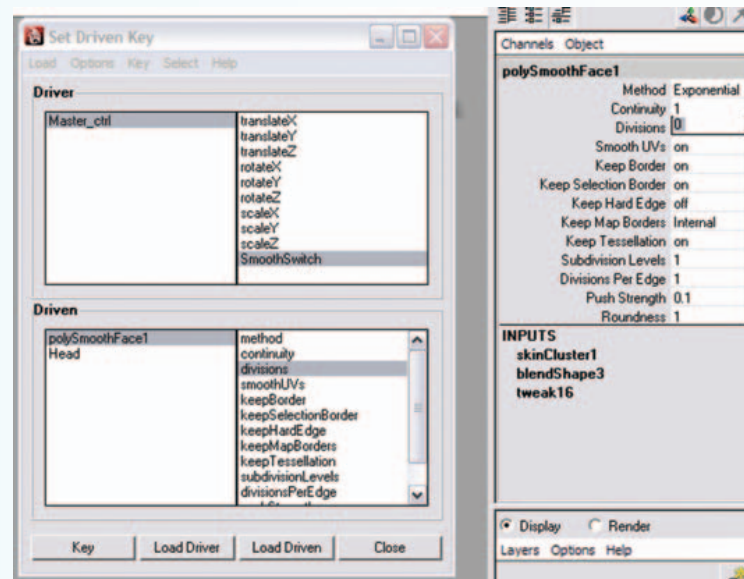 Set Driven Key
Load Options Key Select Help
Driver
Master_ctrl
translateX
translateY
translateZ
rotateX
rotateY
rotateZ
scaleX
scaleY
scaleZ
SmoothSwitch
Driven
polySmoothFace1
Head
method
continuity
divisions
smoothUVs
keepBorder
keepSelectionBorder
keepHardEdge
keepMapBorders
keepTessellation
subdivisionLevels
divisionsPerEdge
Key Load Driver Load Driven Close
Channels Object
polySmoothFace1
Method Exponential
Continuity 1
Divisions 0
Smooth UVs on
Keep Border on
Keep Selection Border on
Keep Hard Edge off
Keep Map Borders Internal
Keep Tessellation on
Subdivision Levels 1
Divisions Per Edge 1
Push Strength 0.1
Roundness 1
INPUTS
skinCluster1
blendShape3
tweak16
Display Render
Layers Options Help